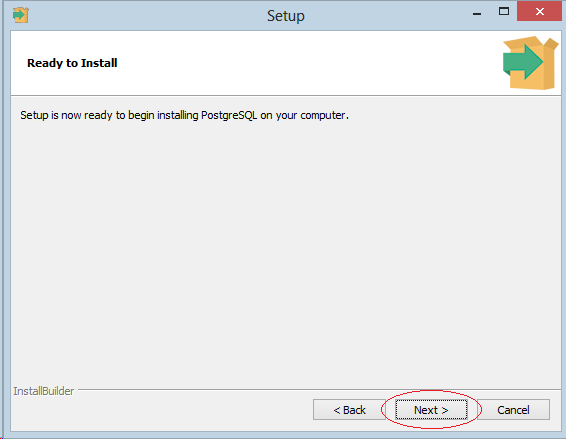 Setup
Ready to Install
Setup is now ready to begin installing PostgreSQL on your computer.
InstallBuilder
< Back
Next >
Cancel